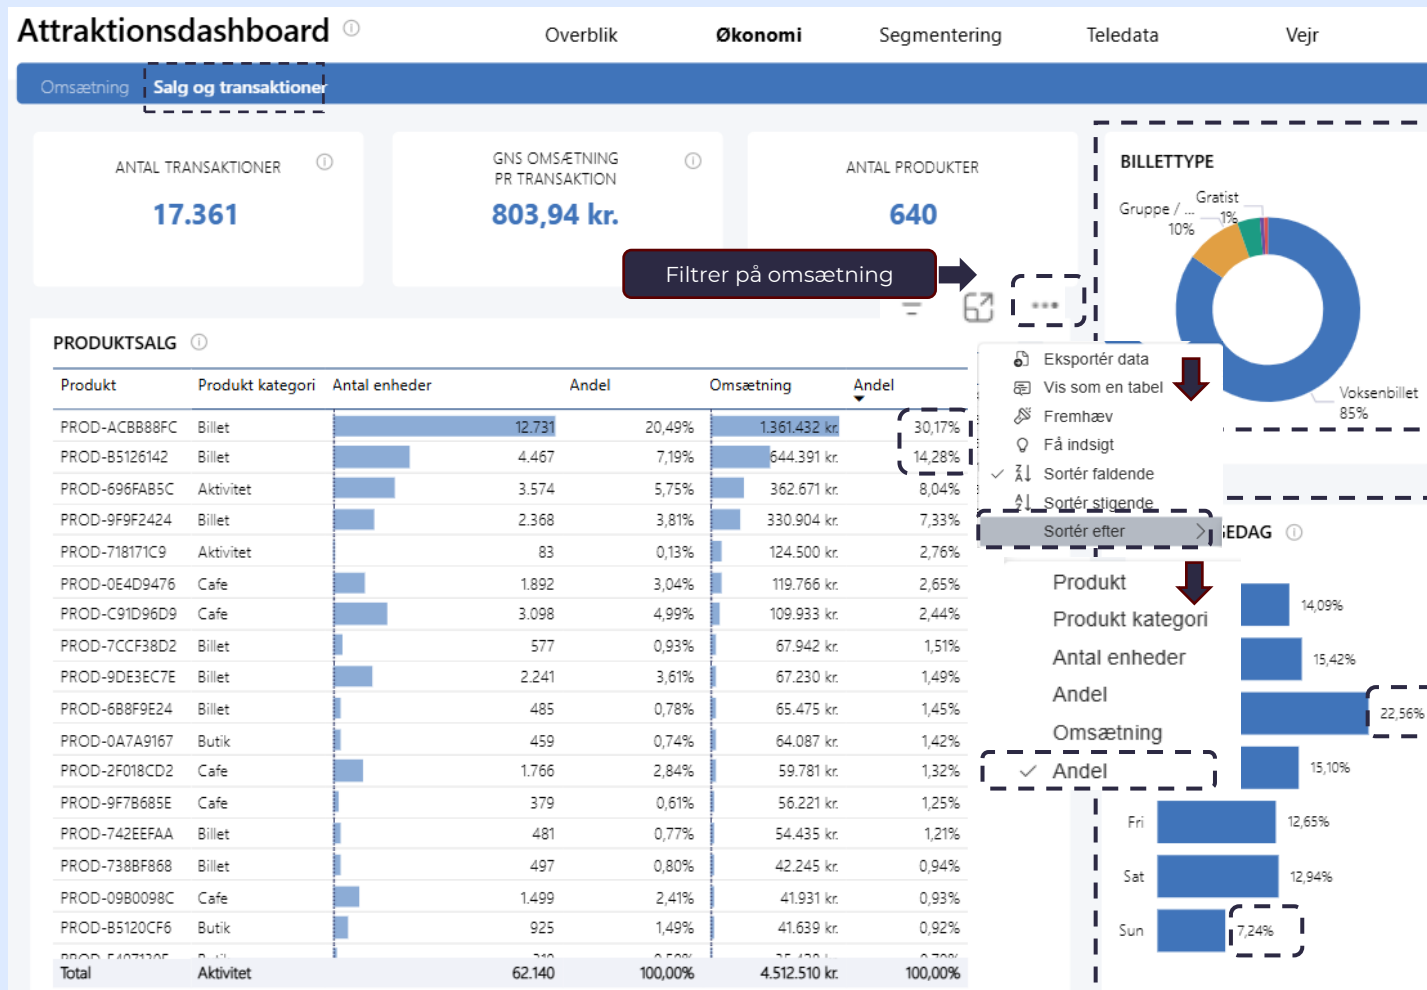 Attraktionsdashboard
Overblik
Økonomi
Segmentering
Teledata
Vejr
Omsætning
Salg og transaktioner
ANTAL TRANSAKTIONER
17.361
GNS OMSÆTNING
PR TRANSAKTION
803,94 kr.
ANTAL PRODUKTER
640
BILLETTYPE
Gratist
1%
Gruppe / ...
10%
Voksenbillet
85%
Filtrer på omsætning
PRODUKTSALG
Produkt Produkt kategori Antal enheder Andel Omsætning Andel
PROD-ACBB88FC Billet 12.731 20,49% 1.361.432 kr. 30,17%
PROD-B5126142 Billet 4.467 7,19% 644.391 kr. 14,28%
PROD-696FAB5C Aktivitet 3.574 5,75% 362.671 kr. 8,04%
PROD-9F9F2424 Billet 2.368 3,81% 330.904 kr. 7,33%
PROD-718171C9 Aktivitet 83 0,13% 124.500 kr. 2,76%
PROD-0E4D9476 Cafe 1.892 3,04% 119.766 kr. 2,65%
PROD-C91D96D9 Cafe 3.098 4,99% 109.933 kr. 2,44%
PROD-7CCF38D2 Billet 577 0,93% 67.942 kr. 1,51%
PROD-9DE3EC7E Billet 2.241 3,61% 67.230 kr. 1,49%
PROD-6B8F9E24 Billet 485 0,78% 65.475 kr. 1,45%
PROD-0A7A9167 Butik 459 0,74% 64.087 kr. 1,42%
PROD-2F018CD2 Cafe 1.766 2,84% 59.781 kr. 1,32%
PROD-9F7B685E Cafe 379 0,61% 56.221 kr. 1,25%
PROD-742EEFAA Billet 481 0,77% 54.435 kr. 1,21%
PROD-738BF868 Billet 497 0,80% 42.245 kr. 0,94%
PROD-09B0098C Cafe 1.499 2,41% 41.931 kr. 0,93%
PROD-B5120CF6 Butik 925 1,49% 41.639 kr. 0,92%
Total Aktivitet 62.140 100,00% 4.512.510 kr. 100,00%
Eksportér data
Vis som en tabel
Fremhæv
Få indsigt
Sortér faldende
Sortér stigende
Sortér efter
Produkt
Produkt kategori
Antal enheder
Andel
Omsætning
Andel
EDAG
14,09%
15,42%
22,56%
15,10%
Fri 12,65%
Sat 12,94%
Sun 7,24%